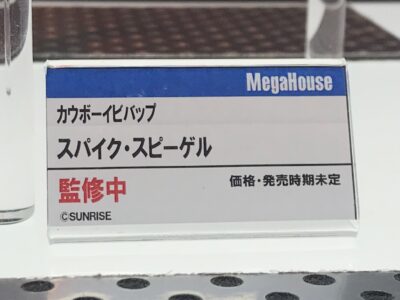 MegaHouse
カウボーイビバップ
スパイク・スピーゲル
監修中
価格・発売時期未定
©SUNRISE